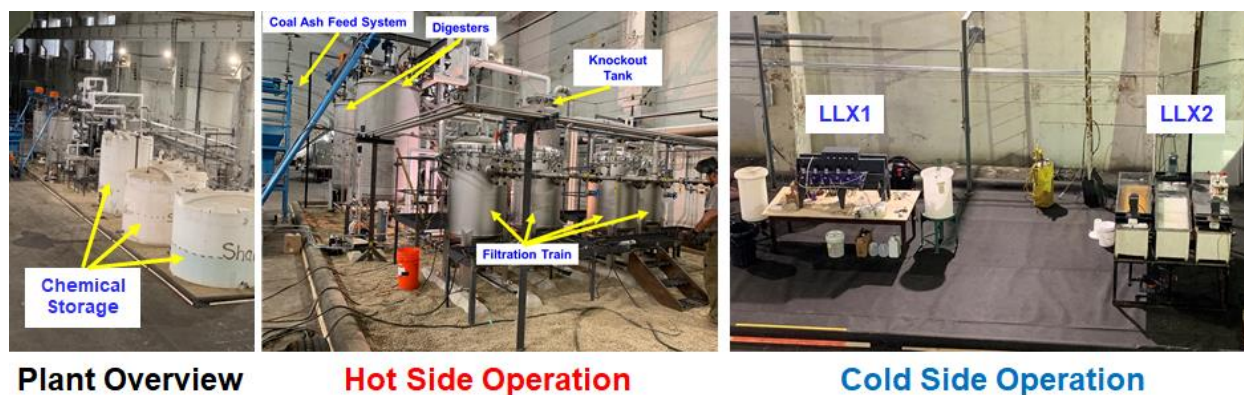 Coal Ash Feed System
Digesters
Knockout
Tank
Filtration Train
Chemical
Storage
LLX1
LLX2
Plant Overview
Hot Side Operation
Cold Side Operation